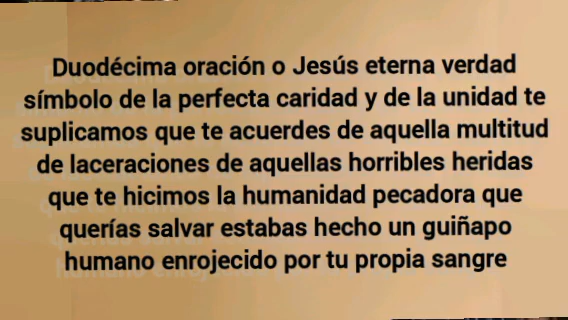 Duodécima oración o Jesús eterna verdad
símbolo de la perfecta caridad y de la unidad te
suplicamos que te acuerdes de aquella multitud
de laceraciones de aquellas horribles heridas
que te hicimos la humanidad pecadora que
querías salvar estabas hecho un guiñapo
humano enrojecido por tu propia sangre